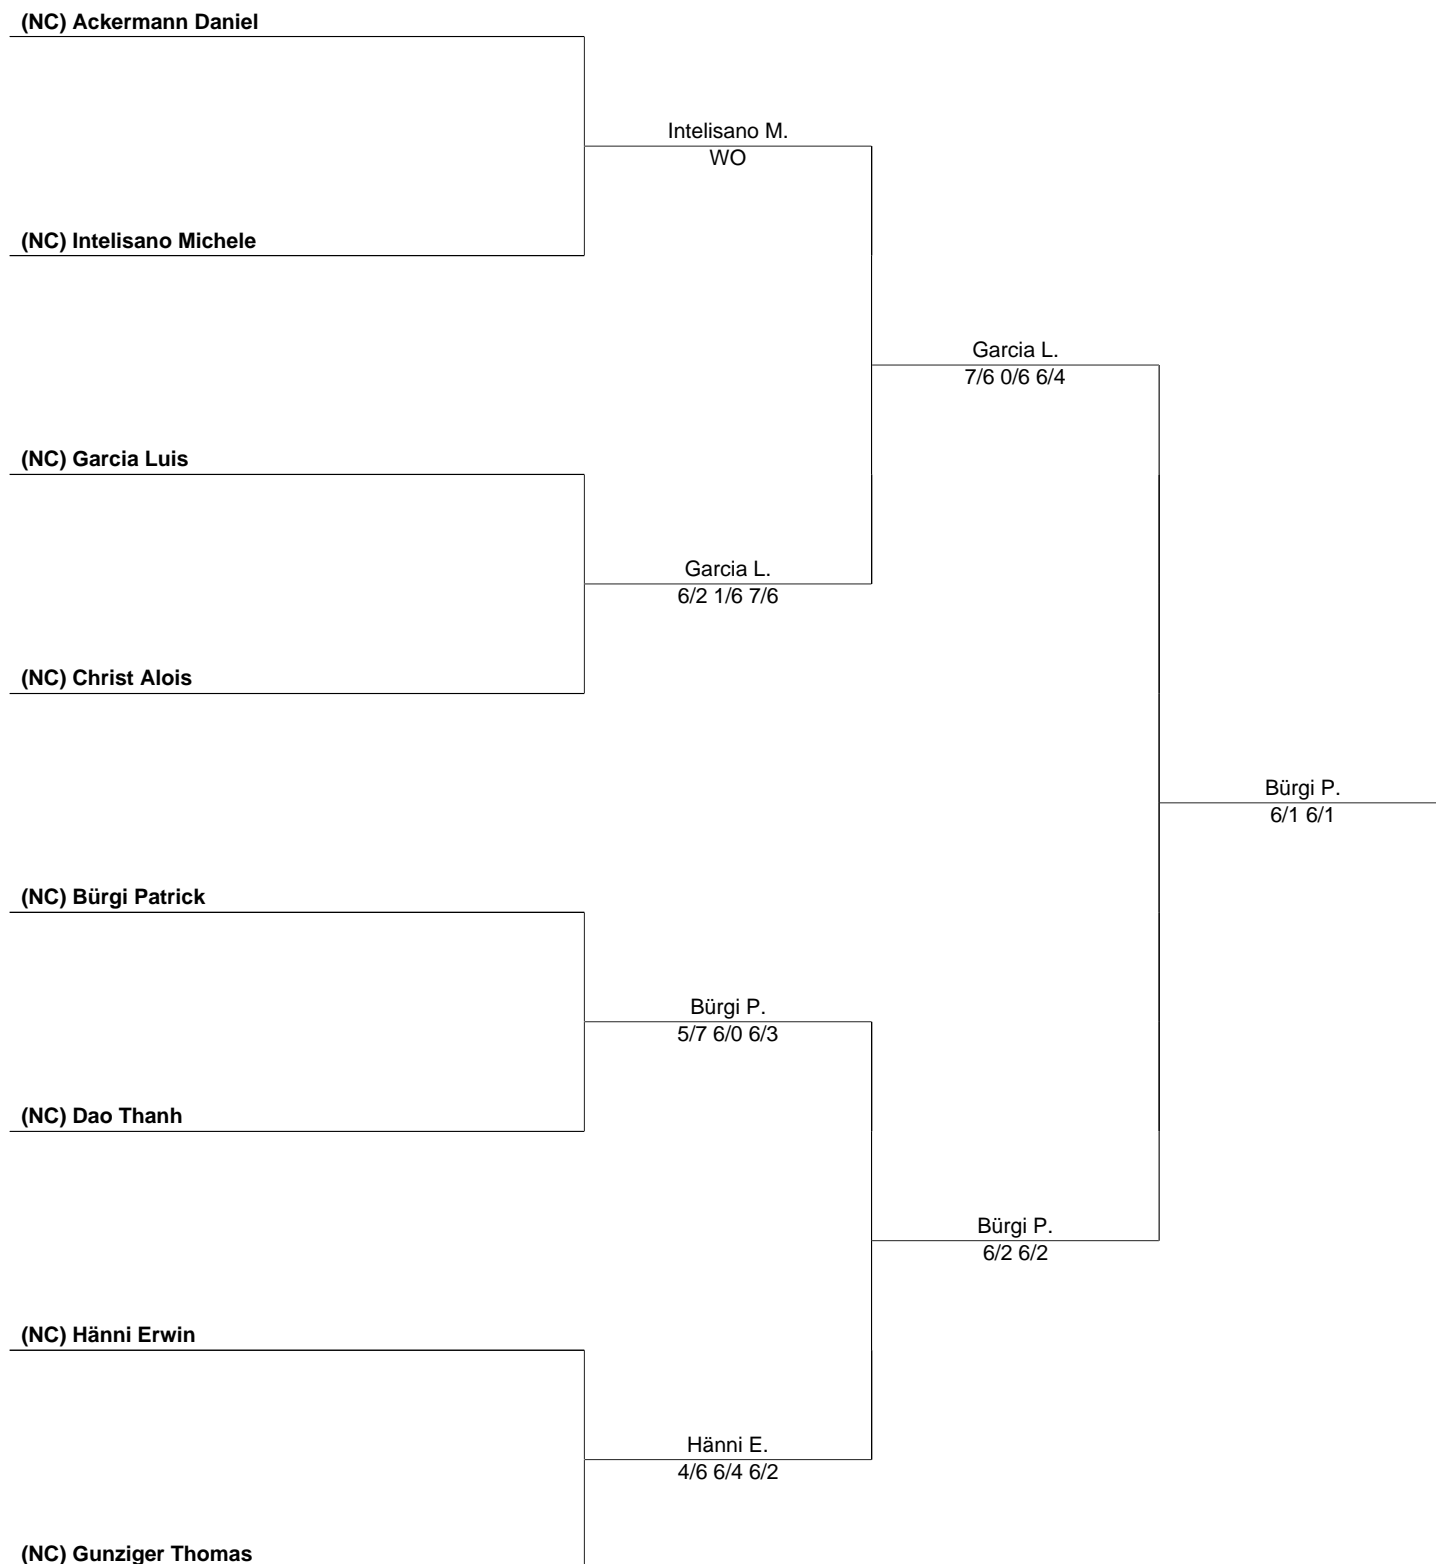 (NC) Ackermann Daniel
Intelisano M.
WO
(NC) Intelisano Michele
Garcia L.
7/6 0/6 6/4
(NC) Garcia Luis
Garcia L.
6/2 1/6 7/6
(NC) Christ Alois
Bürgi P.
6/1 6/1
(NC) Bürgi Patrick
Bürgi P.
5/7 6/0 6/3
(NC) Dao Thanh
Bürgi P.
6/2 6/2
(NC) Hänni Erwin
Hänni E.
4/6 6/4 6/2
(NC) Gunziger Thomas